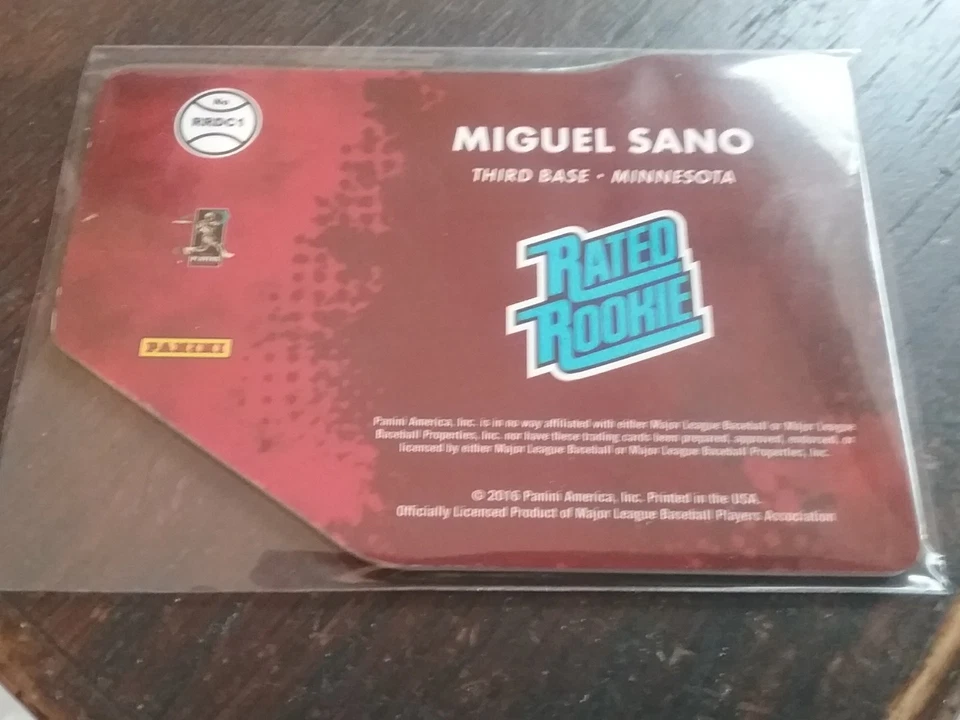 No
RRDC1
MIGUEL SANO
THIRD BASE - MINNESOTA
RATED
ROOKIE
PLAYERS
PANINI
Panini America, Inc. is in no way affiliated with either Major League Baseball or Major League
Baseball Properties, Inc. nor have these trading cards been prepared, approved, endorsed, or
licensed by either Major League Baseball or Major League Baseball Properties, Inc.
© 2016 Panini America, Inc. Printed in the USA.
Officially Licensed Product of Major League Baseball Players Association